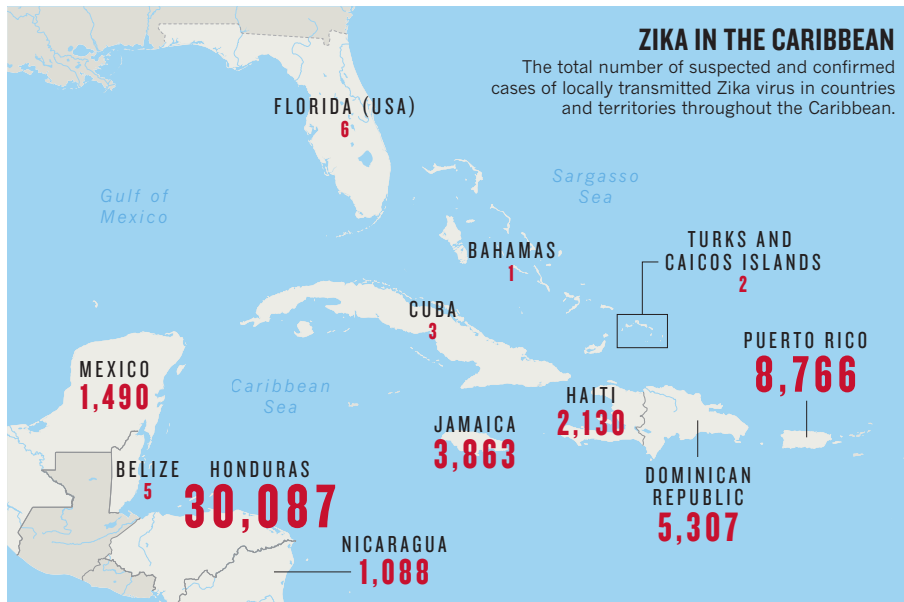 ZIKA IN THE CARIBBEAN
The total number of suspected and confirmed
cases of locally transmitted Zika virus in countries
and territories throughout the Caribbean.
FLORIDA (USA)
6
Gulf of
Mexico
Sargasso
Sea
BAHAMAS
1
TURKS AND
CAICOS ISLANDS
2
CUBA
3
PUERTO RICO
8,766
MEXICO
1,490
Caribbean
Sea
HAITI
2,130
JAMAICA
3,863
BELIZE
5
HONDURAS
30,087
DOMINICAN
REPUBLIC
5,307
NICARAGUA
1,088